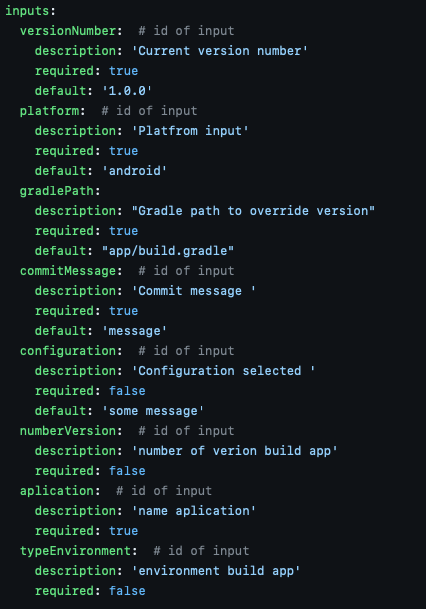 inputs:
  versionNumber:  # id of input
    description: 'Current version number'
    required: true
    default: '1.0.0'
  platform:  # id of input
    description: 'Platfrom input'
    required: true
    default: 'android'
  gradlePath:
    description: "Gradle path to override version"
    required: true
    default: "app/build.gradle"
  commitMessage:  # id of input
    description: 'Commit message '
    required: true
    default: 'message'
  configuration:  # id of input
    description: 'Configuration selected '
    required: false
    default: 'some message'
  numberVersion:  # id of input
    description: 'number of verion build app'
    required: false
  aplication:  # id of input
    description: 'name aplication'
    required: true
  typeEnvironment:  # id of input
    description: 'environment build app'
    required: false